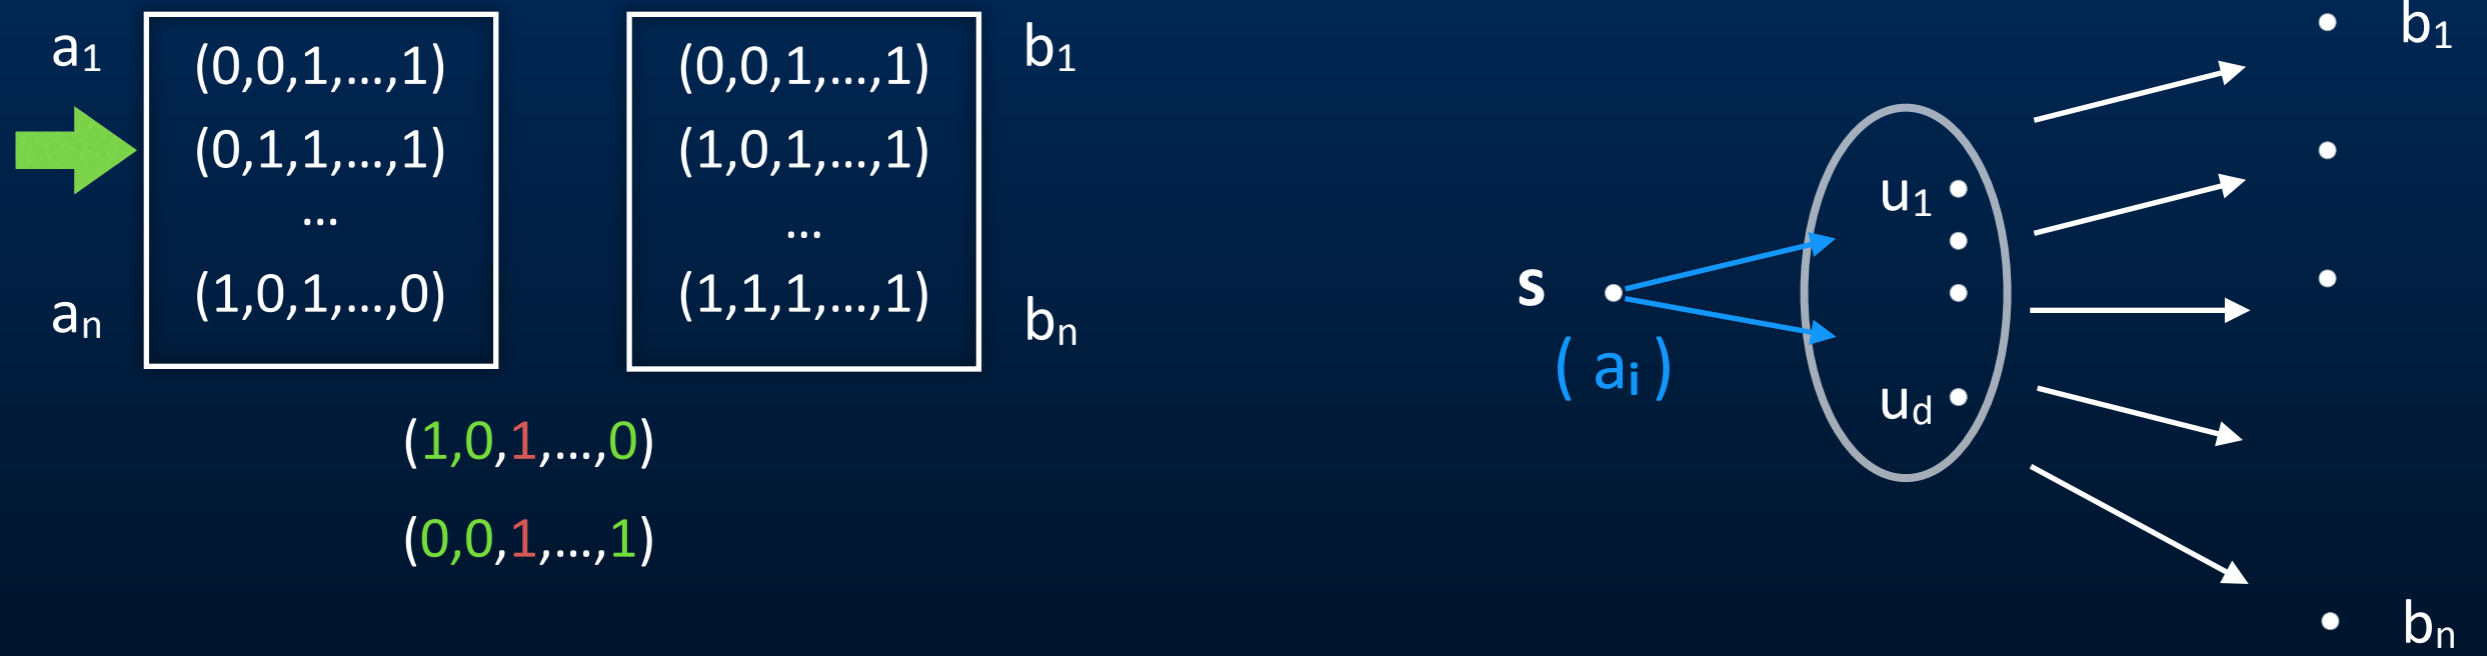 a₁
(0,0,1,...,1)
(0,1,1,...,1)
...
(1,0,1,...,0)
aₙ
(0,0,1,...,1)
(1,0,1,...,1)
...
(1,1,1,...,1)
b₁
bₙ
(1,0,1,...,0)
(0,0,1,...,1)
s
( aᵢ )
u₁
u_d
b₁
bₙ